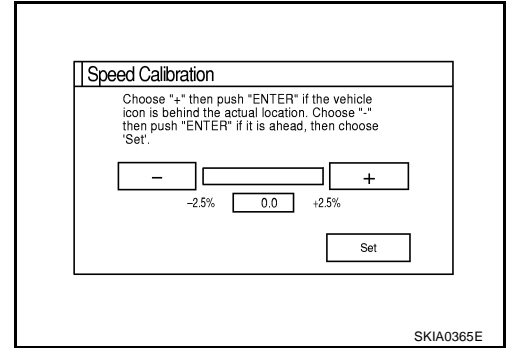 Speed Calibration
Choose "+" then push "ENTER" if the vehicle
icon is behind the actual location. Choose "-"
then push "ENTER" if it is ahead, then choose
'Set'.
− +
−2.5% 0.0 +2.5%
Set
SKIA0365E